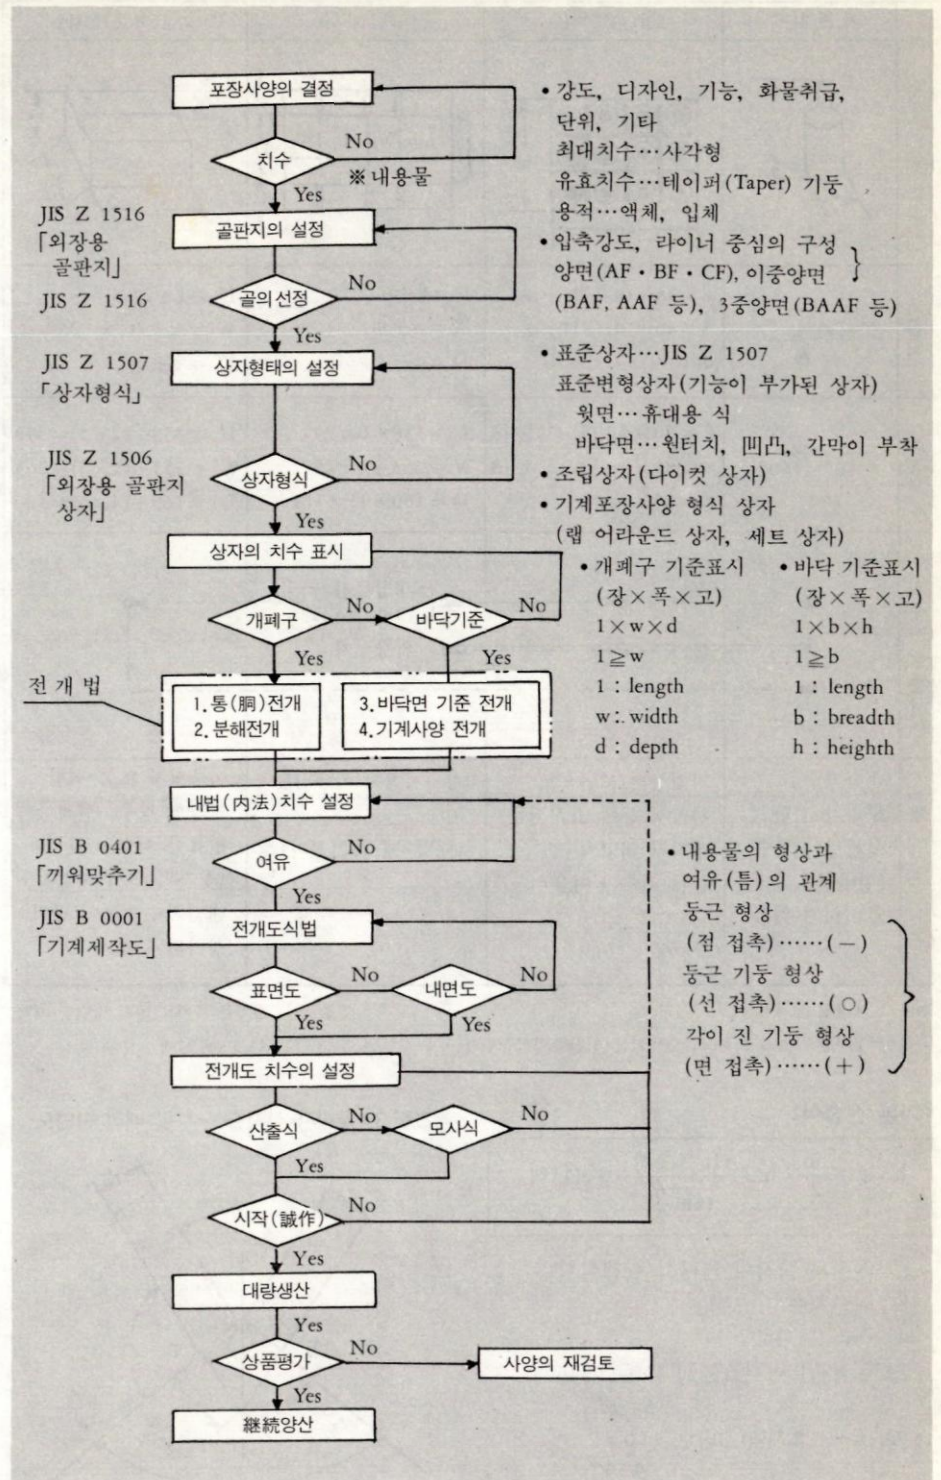 포장사양의 결정
치수
No
※내용물
Yes
• 강도, 디자인, 기능, 화물취급,
단위, 기타
최대치수…사각형
유효치수…테이퍼(Taper) 기둥
용적…액체, 입체
JIS Z 1516
「외장용
골판지」
골판지의 설정
JIS Z 1516
골의선정
No
Yes
• 압축강도, 라이너 중심의 구성
양면(AF・BF・CF), 이중양면
(BAF, AAF 등), 3중양면(BAAF 등)
JIS Z 1507
「상자형식」
상자형태의 설정
JIS Z 1506
「외장용 골판지
상자」
상자형식
No
Yes
• 표준상자…JIS Z 1507
표준변형상자(기능이 부가된 상자)
윗면…휴대용 식
바닥면…원터치, 凹凸, 간막이 부착
• 조립상자(다이컷 상자)
• 기계포장사양 형식 상자
(랩 어라운드 상자, 세트 상자)
상자의 치수 표시
개폐구
No
바닥기준
No
Yes
Yes
• 개폐구 기준표시
(장×폭×고)
1×w×d
1≧w
1 : length
w : width
d : depth
• 바닥 기준표시
(장×폭×고)
1×b×h
1≧b
1 : length
b : breadth
h : heighth
전 개 법
1. 통(胴)전개
2. 분해전개
3. 바닥면 기준 전개
4. 기계사양 전개
내법(内法)치수 설정
JIS B 0401
「끼워맞추기」
여유
No
Yes
JIS B 0001
「기계제작도」
전개도식법
표면도
No
내면도
No
Yes
Yes
• 내용물의 형상과
여유(틈)의 관계
둥근 형상
(점 접촉)……(－)
둥근 기둥 형상
(선 접촉)……(○)
각이 진 기둥 형상
(면 접촉)……(＋)
전개도 치수의 설정
산출식
No
모사식
No
Yes
시작(誠作)
No
Yes
대량생산
Yes
상품평가
No
사양의 재검토
Yes
継続양산